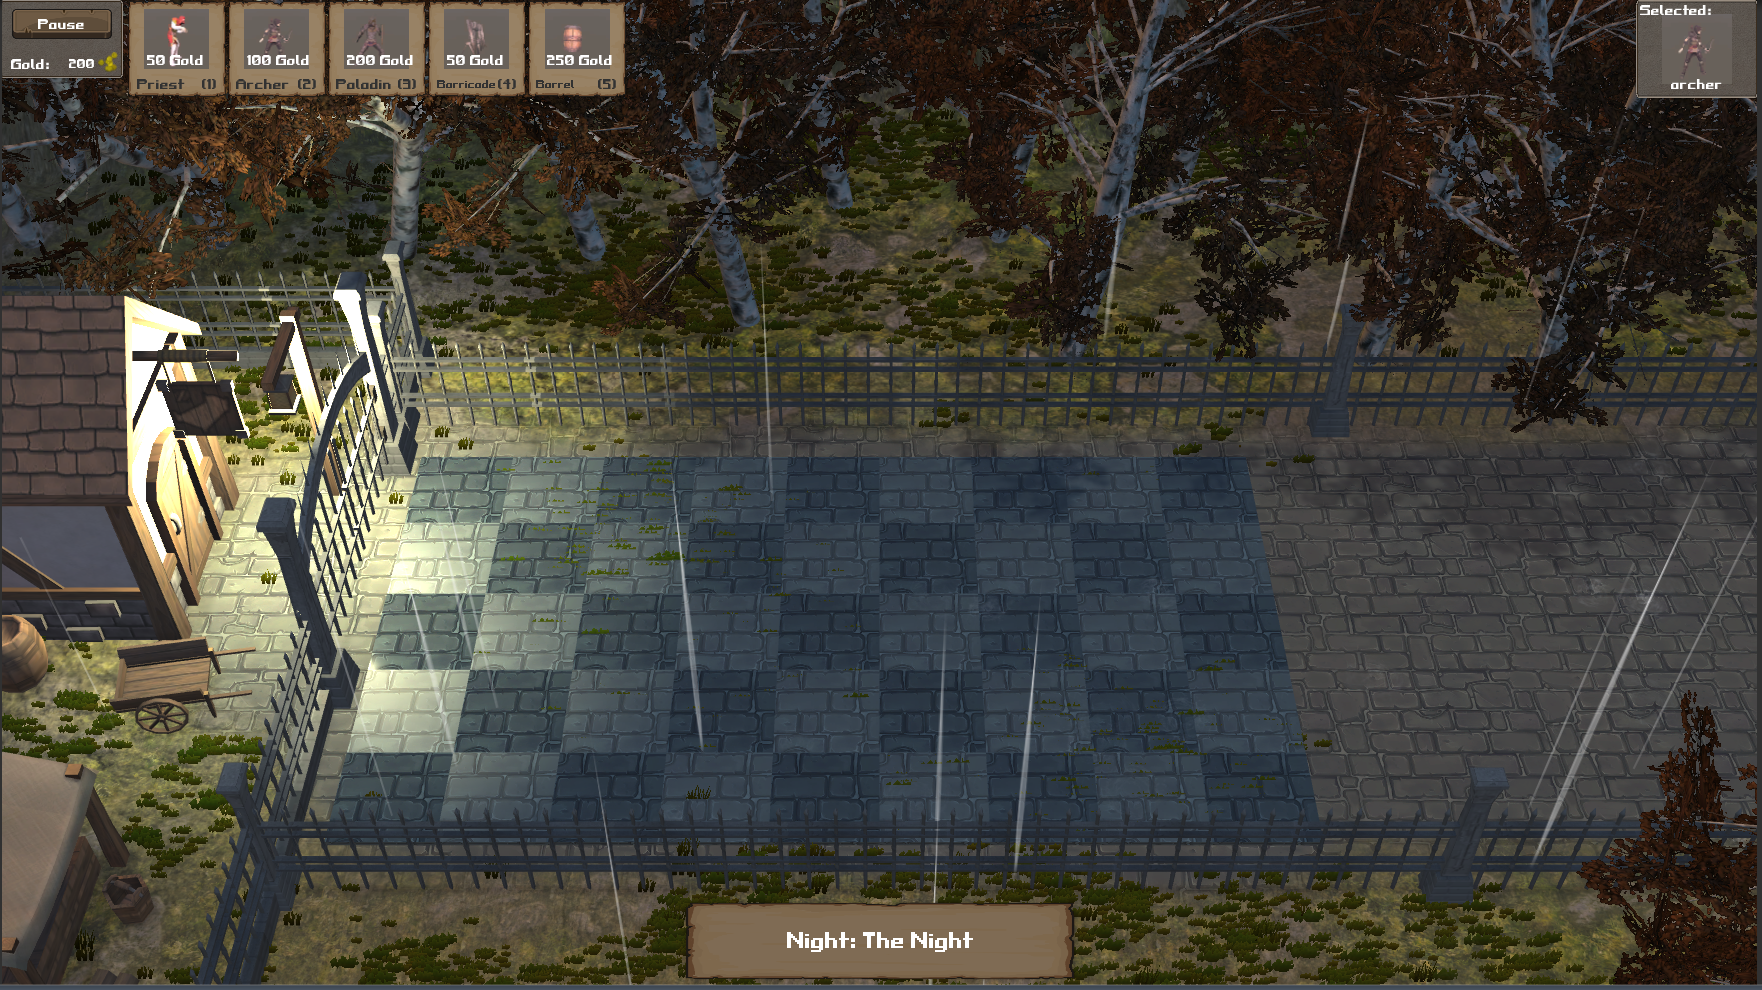 Pause
Gold: 200
50 Gold
Priest (1)
100 Gold
Archer (2)
200 Gold
Paladin (3)
50 Gold
Barricade (4)
250 Gold
Barrel (5)
Selected:
archer
Night: The Night